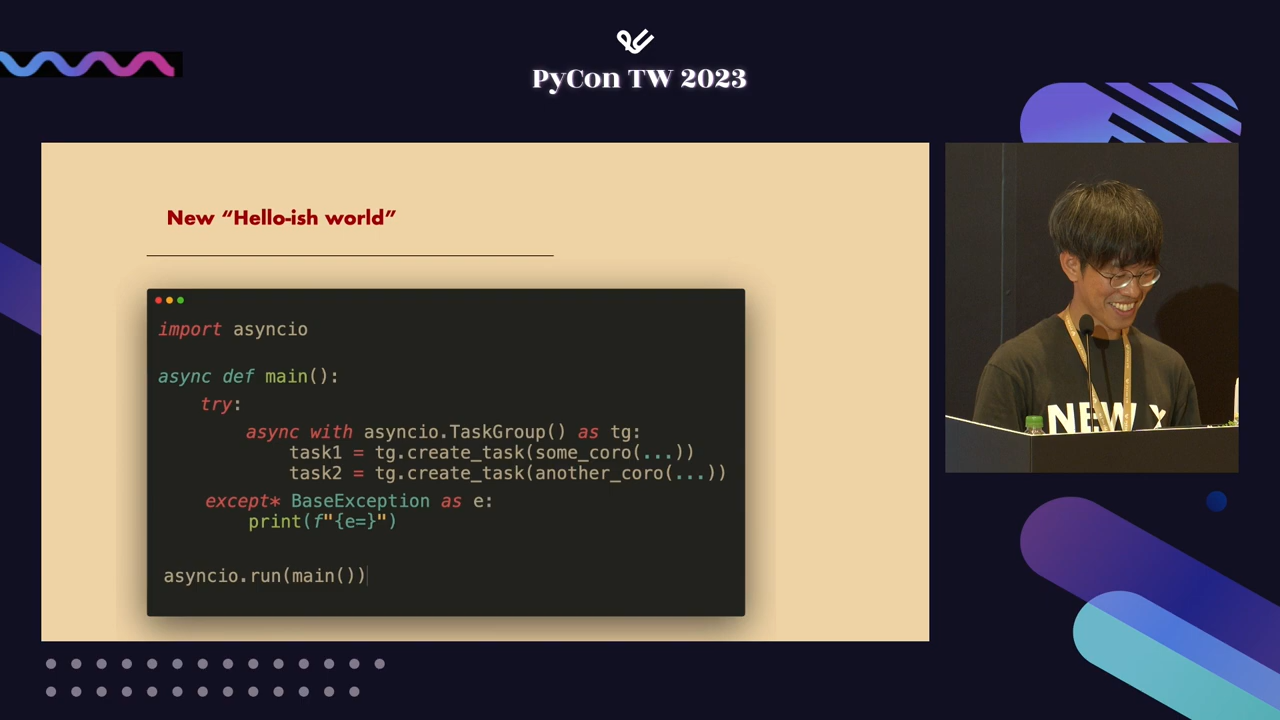 PyCon TW 2023
New “Hello-ish world”
import asyncio
async def main():
try:
async with asyncio.TaskGroup() as tg:
task1 = tg.create_task(some_coro(...))
task2 = tg.create_task(another_coro(...))
except* BaseException as e:
print(f"{e=}")
asyncio.run(main())
NEW